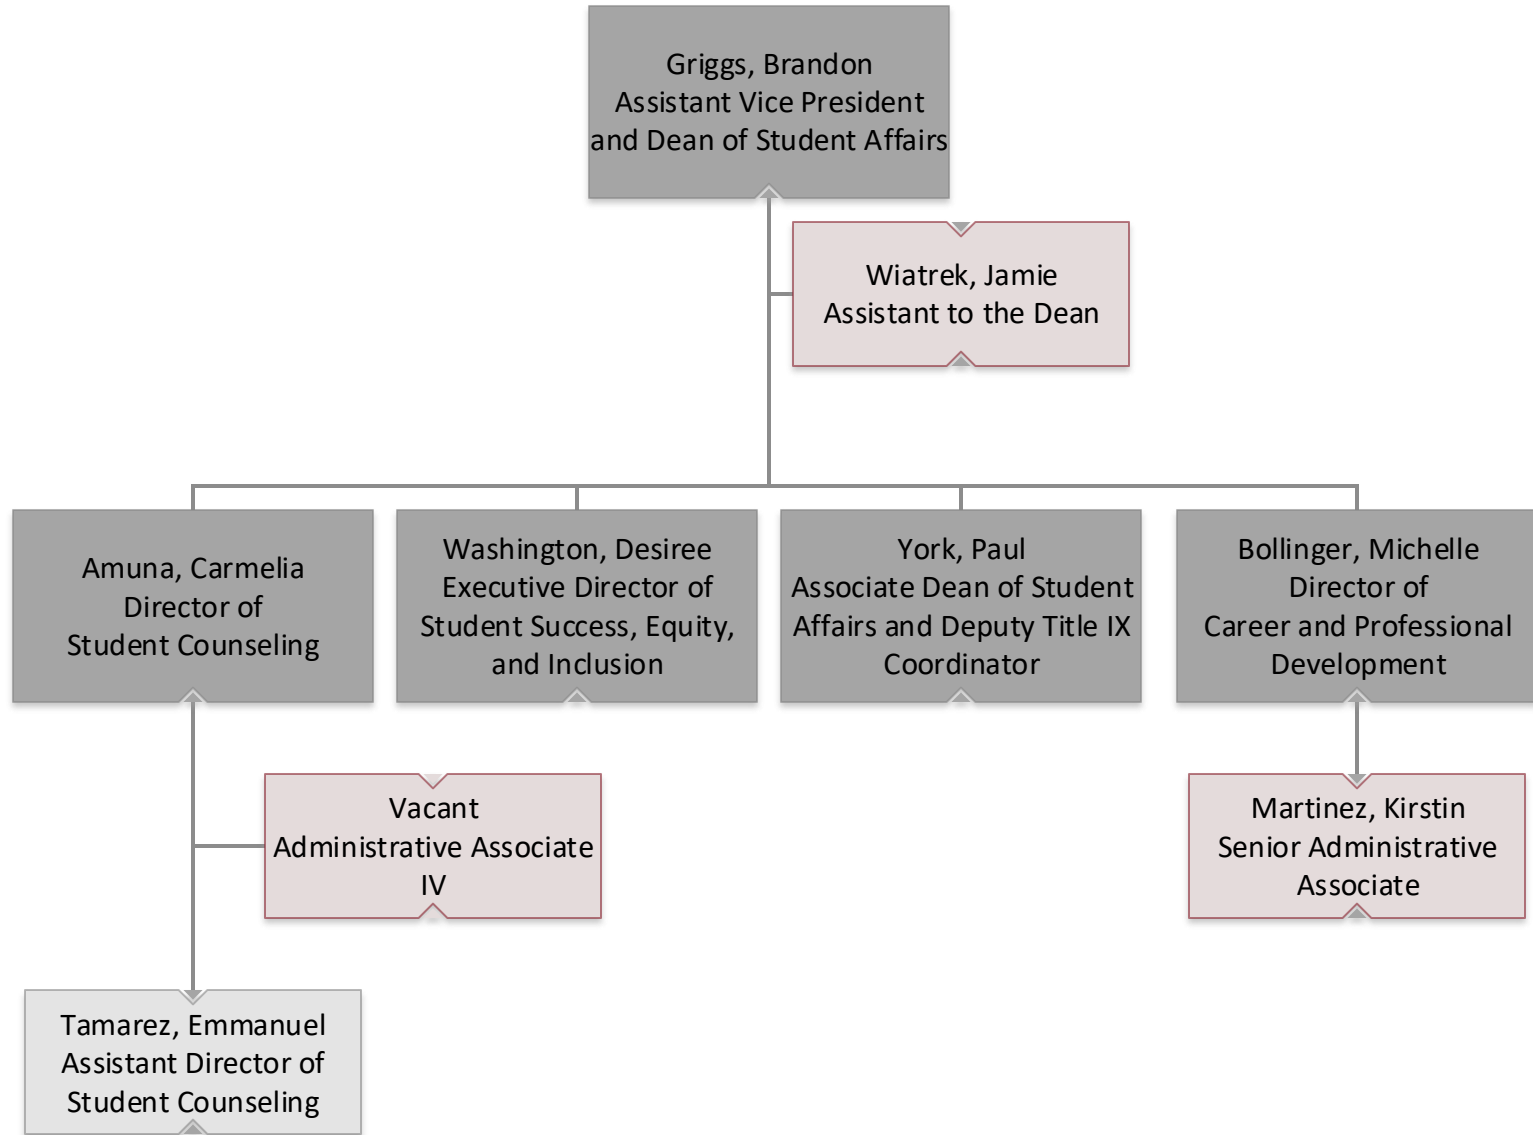 Griggs, Brandon
Assistant Vice President
and Dean of Student Affairs
Wiatrek, Jamie
Assistant to the Dean
Amuna, Carmelia
Director of
Student Counseling
Washington, Desiree
Executive Director of
Student Success, Equity,
and Inclusion
York, Paul
Associate Dean of Student
Affairs and Deputy Title IX
Coordinator
Bollinger, Michelle
Director of
Career and Professional
Development
Vacant
Administrative Associate
IV
Martinez, Kirstin
Senior Administrative
Associate
Tamarez, Emmanuel
Assistant Director of
Student Counseling